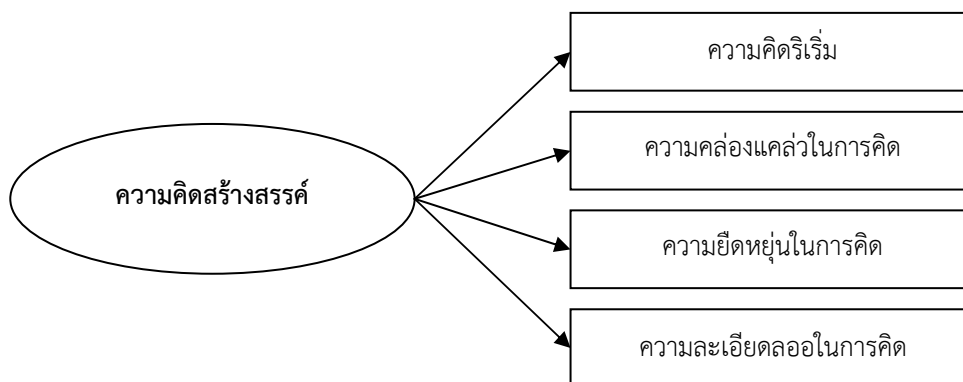 ความคิดริเริ่ม
ความคล่องแคล่วในการคิด
ความคิดสร้างสรรค์
ความยืดหยุ่นในการคิด
ความละเอียดลออในการคิด